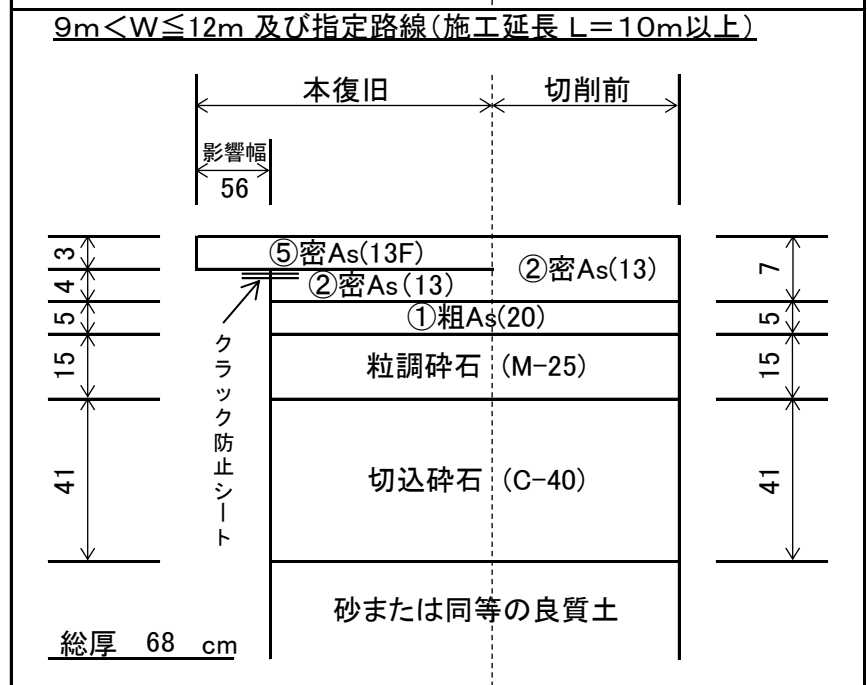 9m＜W≦12m 及び指定路線(施工延長 L＝10m以上)
本復旧
切削前
影響幅
56
3
4
5
15
41
⑤密As(13F)
②密As(13)
②密As(13)
①粗As(20)
粒調砕石 (M-25)
切込砕石 (C-40)
砂または同等の良質土
クラック防止シート
7
5
15
41
総厚 68 cm